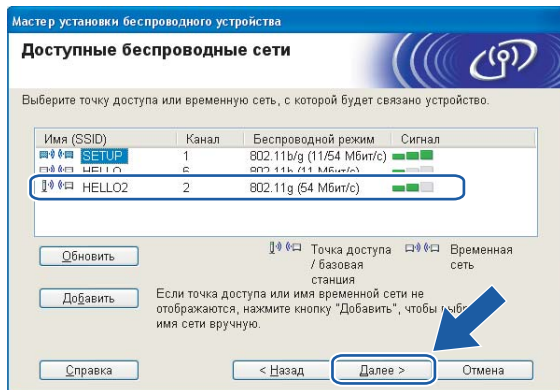 Мастер установки беспроводного устройства
Доступные беспроводные сети
Выберите точку доступа или временную сеть, с которой будет связано устройство.
Имя (SSID) Канал Беспроводной режим Сигнал
SETUP 1 802.11b/g (11/54 Мбит/с)
HELLO 6 802.11b (11 Мбит/с)
HELLO2 2 802.11g (54 Мбит/с)
Обновить
Точка доступа / базовая станция
Временная сеть
Добавить
Если точка доступа или имя временной сети не
отображаются, нажмите кнопку "Добавить", чтобы
имя сети вручную.
Справка
< Назад
Далее >
Отмена